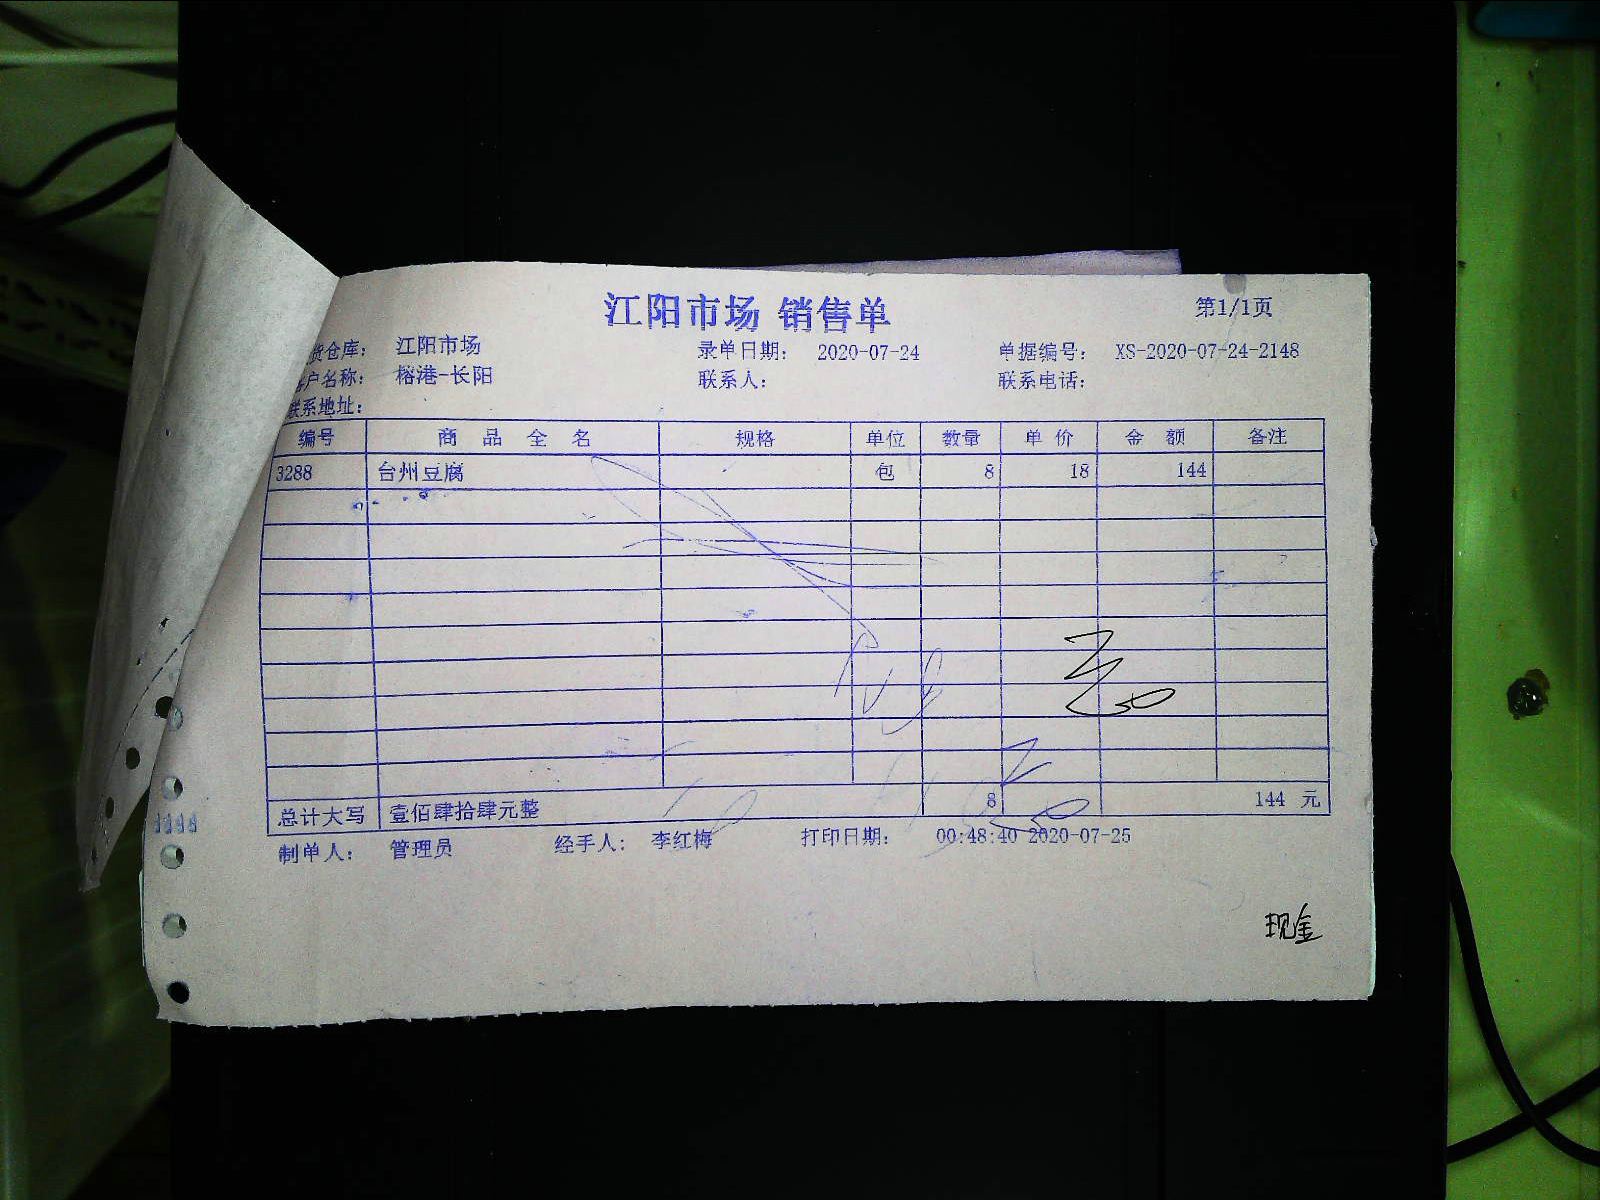 江阳市场 销售单
第1/1页
货仓库： 江阳市场 录单日期： 2020-07-24 单据编号： XS-2020-07-24-2148
客户名称： 榕港-长阳 联系人： 联系电话：
联系地址：
编号 商品全名 规格 单位 数量 单价 金额 备注
3288 台州豆腐 包 8 18 144
总计大写 壹佰肆拾肆元整 8 144 元
制单人： 管理员 经手人： 李红梅 打印日期： 00:48:40 2020-07-25
现金